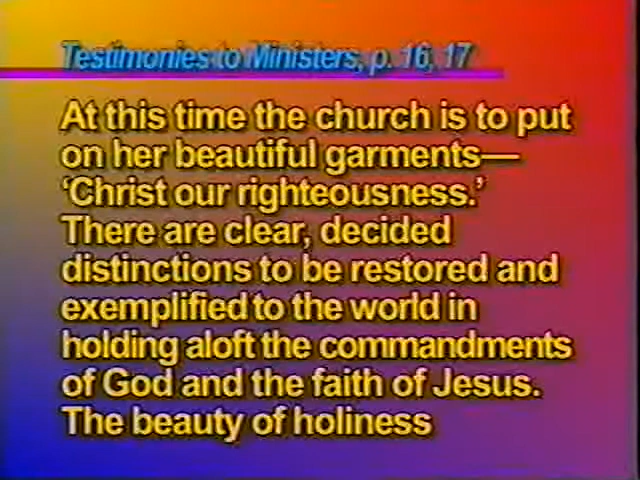 Testimonies to Ministers, p. 16, 17
At this time the church is to put
on her beautiful garments—
‘Christ our righteousness.’
There are clear, decided
distinctions to be restored and
exemplified to the world in
holding aloft the commandments
of God and the faith of Jesus.
The beauty of holiness